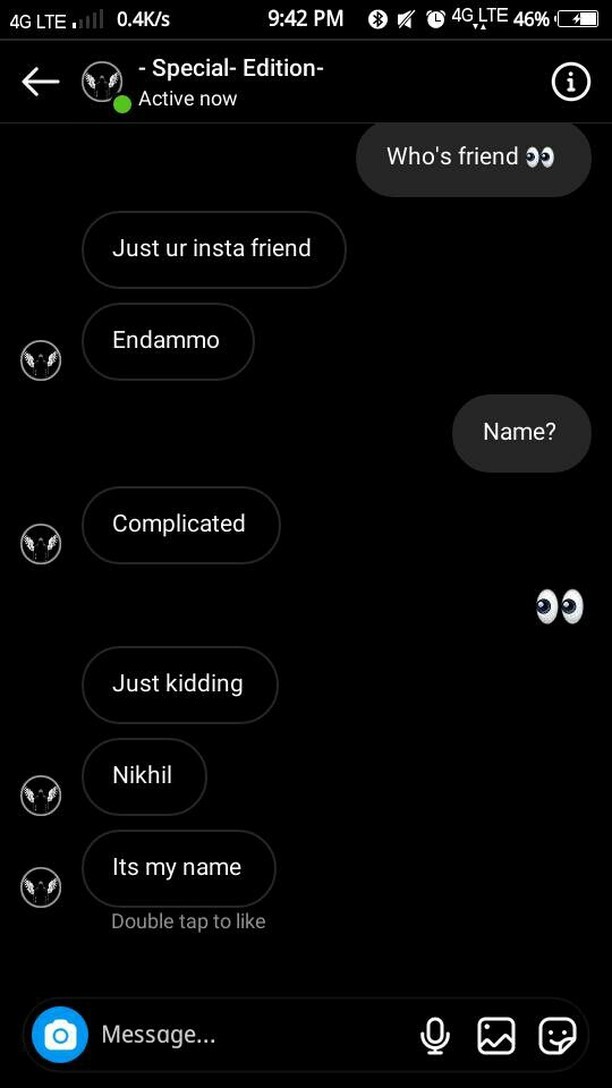 4G LTE 0.4K/s 9:42 PM 4G LTE 46%
- Special- Edition-
Active now
Who's friend 👀
Just ur insta friend
Endammo
Name?
Complicated
👀
Just kidding
Nikhil
Its my name
Double tap to like
Message...